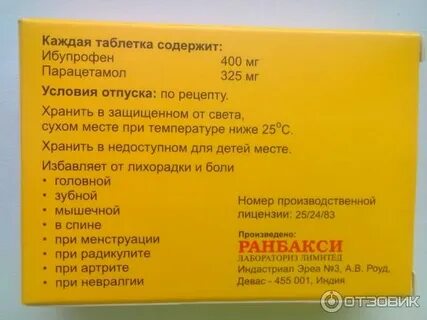 Каждая таблетка содержит:
Ибупрофен 400 мг
Парацетамол 325 мг
Условия отпуска: по рецепту.
Хранить в защищенном от света,
сухом месте при температуре ниже 25°С.
Хранить в недоступном для детей месте.
Избавляет от лихорадки и боли
• головной
• зубной
• мышечной
• в спине
• при менструации
• при радикулите
• при артрите
• при невралгии
Номер производственной
лицензии: 25/24/83
Произведено:
РАНБАКСИ
ЛАБОРАТОРИЗ ЛИМИТЕД
Индастриал Эреа №3, А.В. Роуд,
Девас - 455 001, Индия
ОТЗОВИК